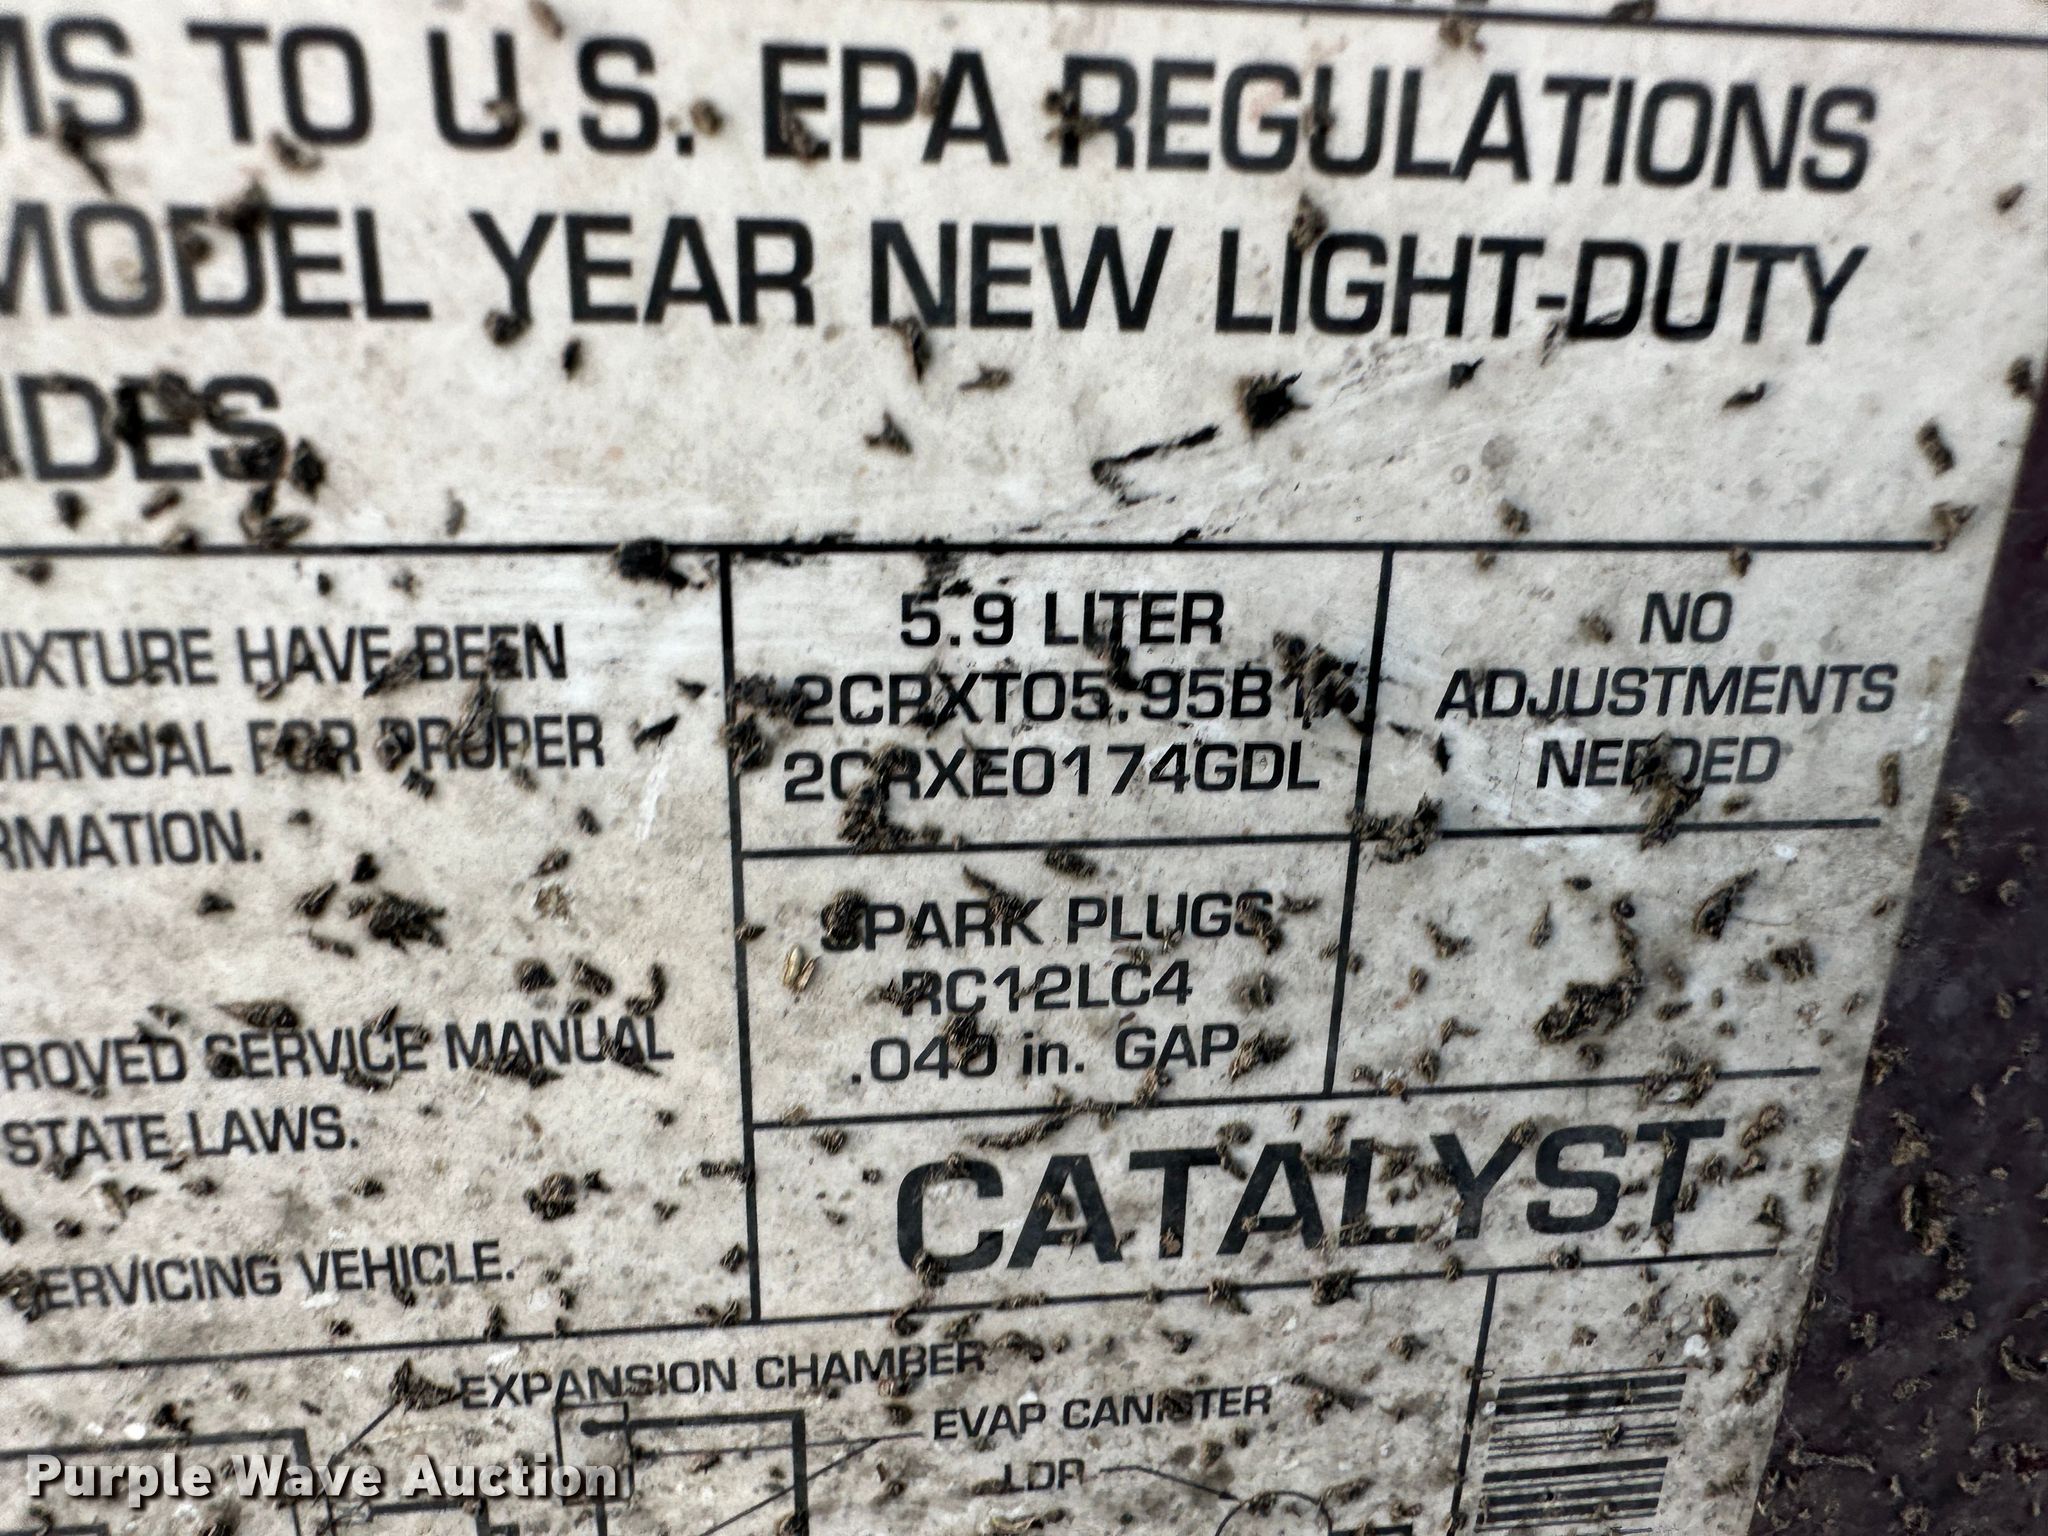 MS TO U.S. EPA REGULATIONS
MODEL YEAR NEW LIGHT-DUTY
IXTURE HAVE BEEN
MANUAL FOR PROPER
RMATION.
ROVED SERVICE MANUAL
STATE LAWS.
SERVICING VEHICLE.
5.9 LITER
2CRXE0174GDL
NO
ADJUSTMENTS
NEEDED
SPARK PLUGS
RC12LC4
.040 in. GAP
CATALYST
EXPANSION CHAMBER
EVAP CANISTER
LDP
Purple Wave Auction